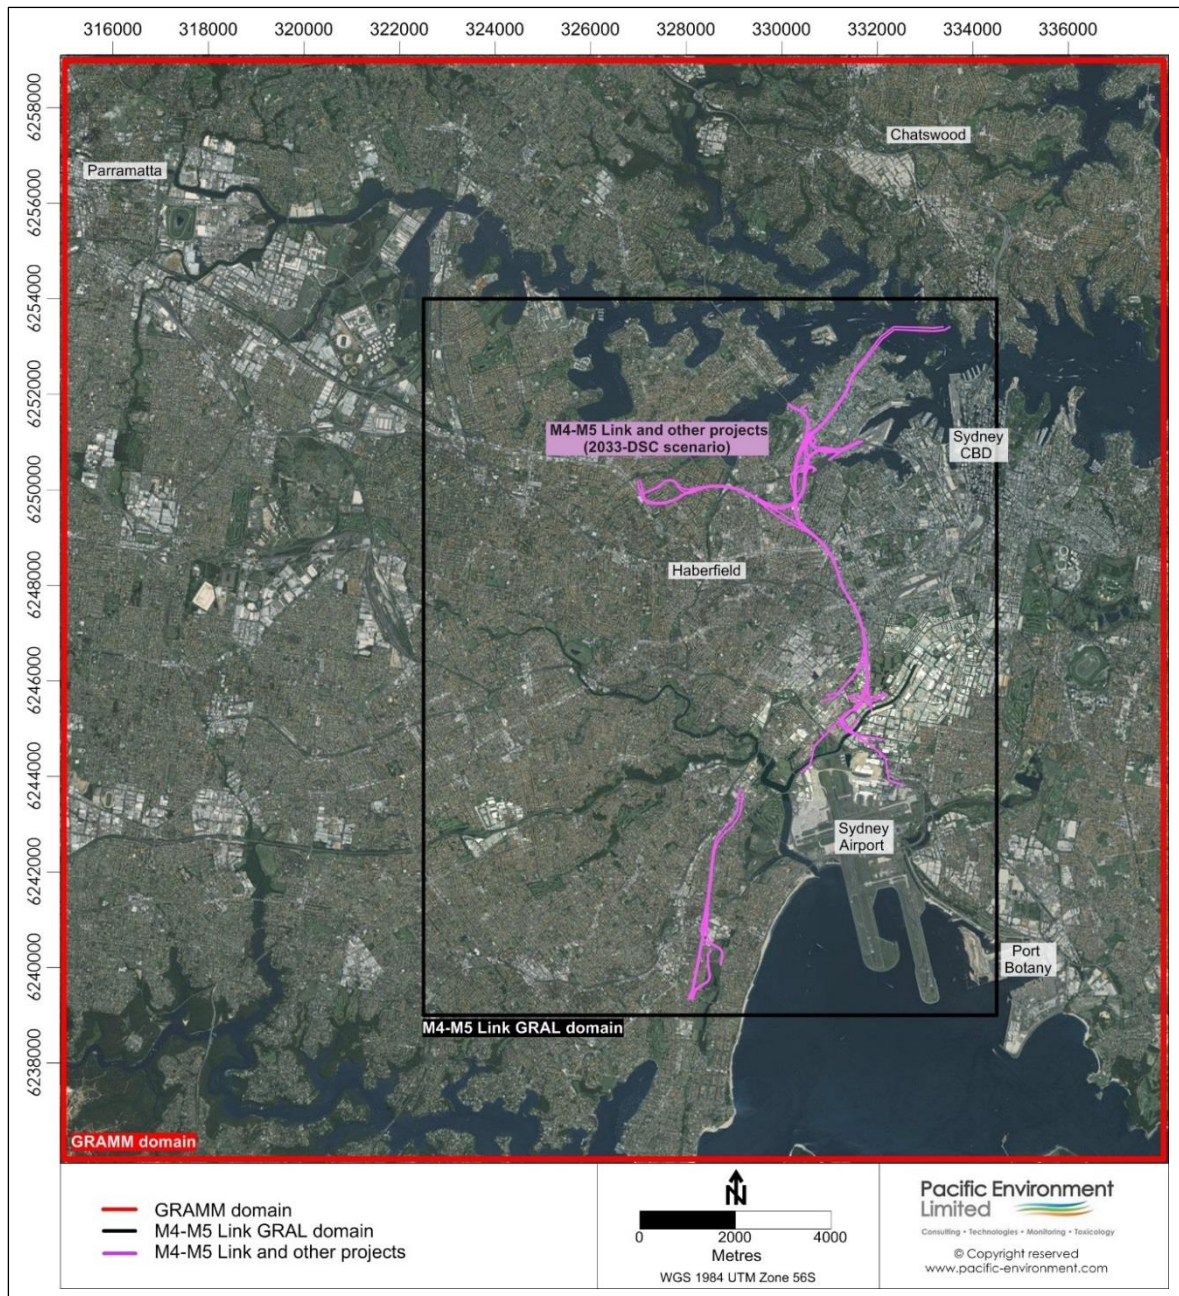 316000 318000 320000 322000 324000 326000 328000 330000 332000 334000 336000
6258000
6256000
6254000
6252000
6250000
6248000
6246000
6244000
6242000
6240000
6238000
Chatswood
Parramatta
M4-M5 Link and other projects
(2033-DSC scenario)
Sydney
CBD
Haberfield
Sydney
Airport
Port
Botany
M4-M5 Link GRAL domain
GRAMM domain
GRAMM domain
M4-M5 Link GRAL domain
M4-M5 Link and other projects
N
0 2000 4000
Metres
WGS 1984 UTM Zone 56S
Pacific Environment
Limited
Consulting • Technologies • Monitoring • Toxicology
© Copyright reserved
www.pacific-environment.com